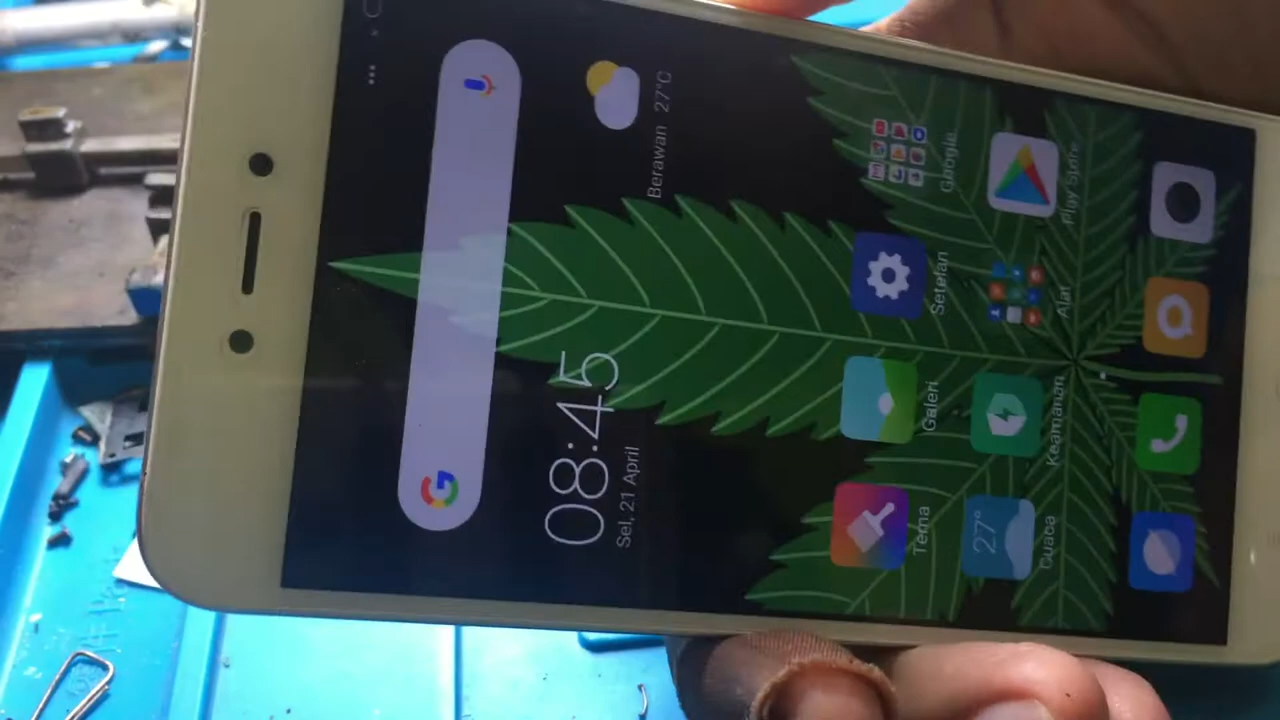 08:45
Sel, 21 April
Berawan 27°C
Tema
Galeri
Setelan
Google
27°
Cuaca
Keamanan
Alat
Play Store